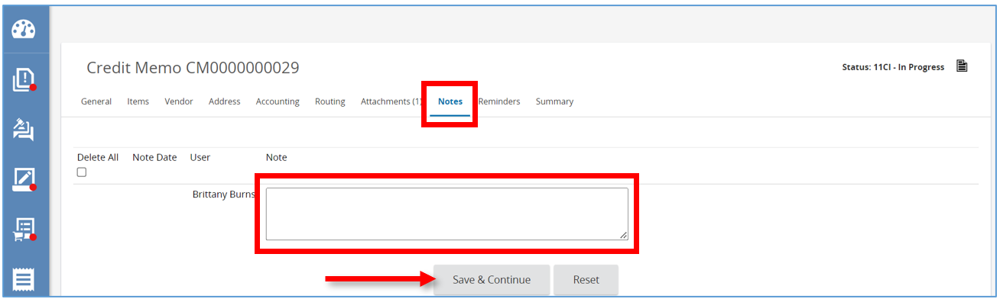 Credit Memo CM0000000029
Status: 11CI - In Progress
General Items Vendor Address Accounting Routing Attachments (1) Notes Reminders Summary
Delete All Note Date User Note
Brittany Burns
Save & Continue Reset